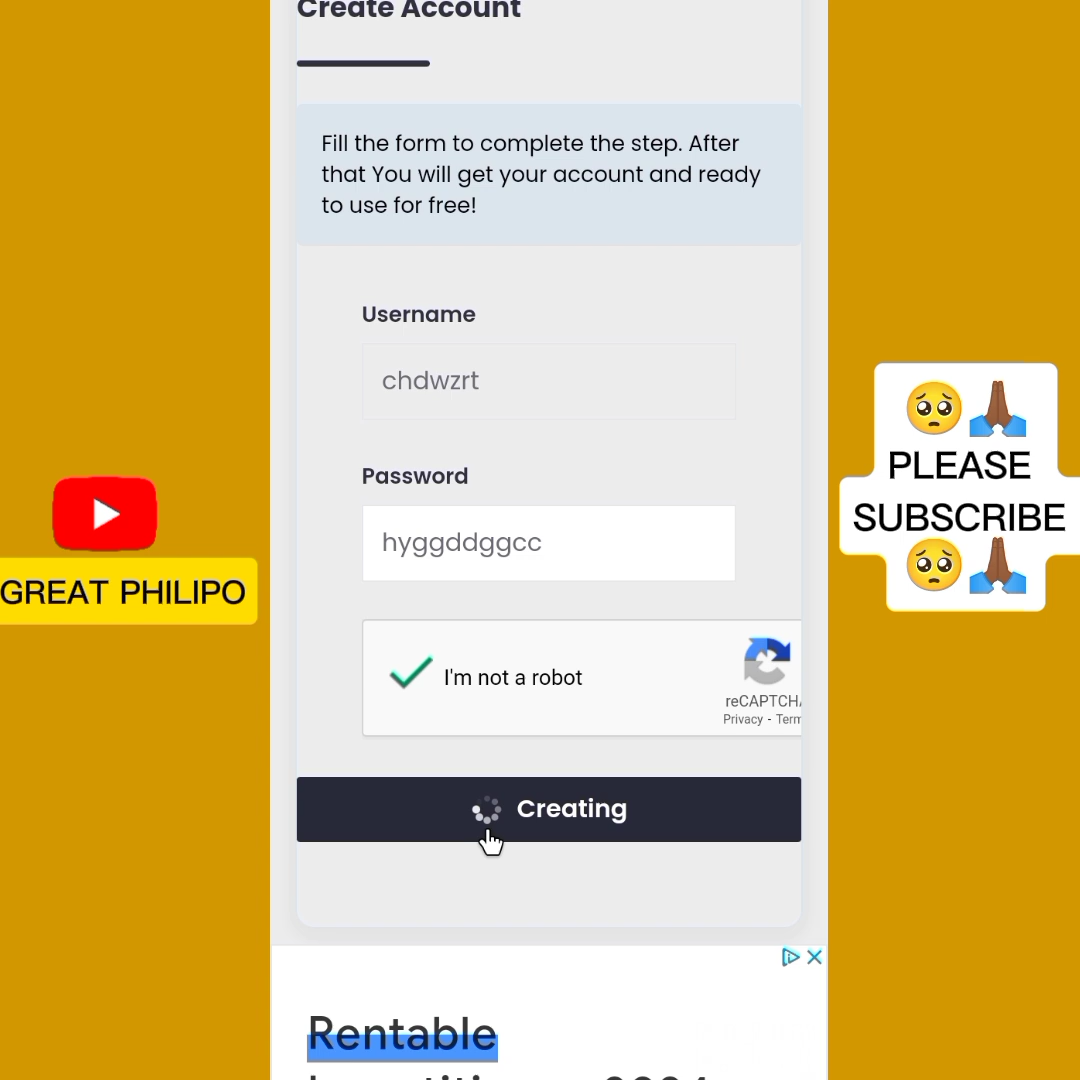 Create Account
Fill the form to complete the step. After
that You will get your account and ready
to use for free!
Username
chdwzrt
Password
hyggddggcc
I'm not a robot
reCAPTCHA
Privacy - Term
Creating
GREAT PHILIPO
PLEASE
SUBSCRIBE
Rentable